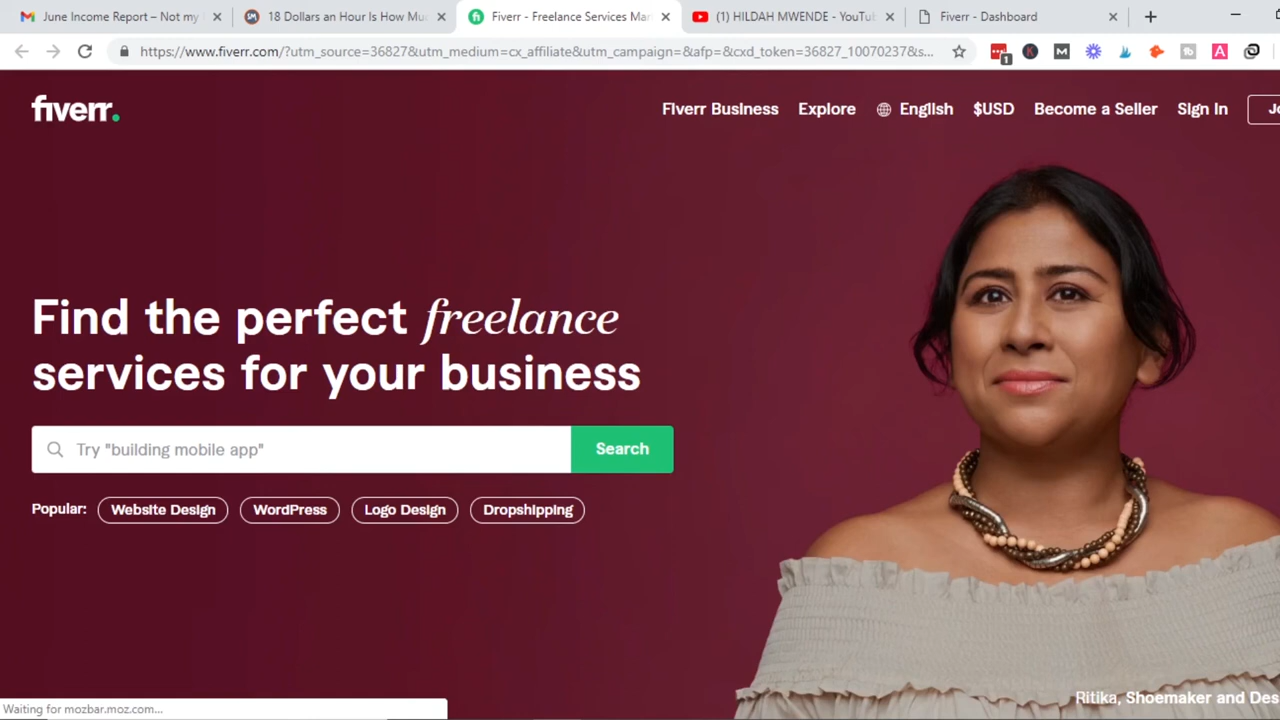 June Income Report – Not my
18 Dollars an Hour Is How Mu
Fiverr - Freelance Services Mar
(1) HILDAH MWENDE - YouTu
Fiverr - Dashboard
https://www.fiverr.com/?utm_source=36827&utm_medium=cx_affiliate&utm_campaign=&afp=&cxd_token=36827_10070237&s...
1
fiverr.
Fiverr Business
Explore
English
$USD
Become a Seller
Sign In
Jo
Find the perfect freelance
services for your business
Try "building mobile app"
Search
Popular:
Website Design
WordPress
Logo Design
Dropshipping
Ritika, Shoemaker and Des
Waiting for mozbar.moz.com...